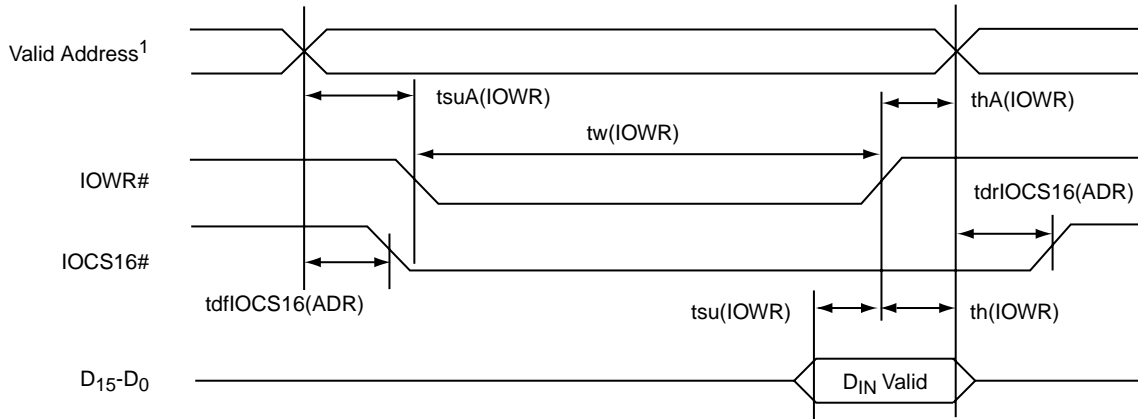 Valid Address1
tsuA(IOWR)
thA(IOWR)
tw(IOWR)
IOWR#
tdrIOCS16(ADR)
IOCS16#
tdfIOCS16(ADR)
tsu(IOWR)
th(IOWR)
D15-D0
DIN Valid